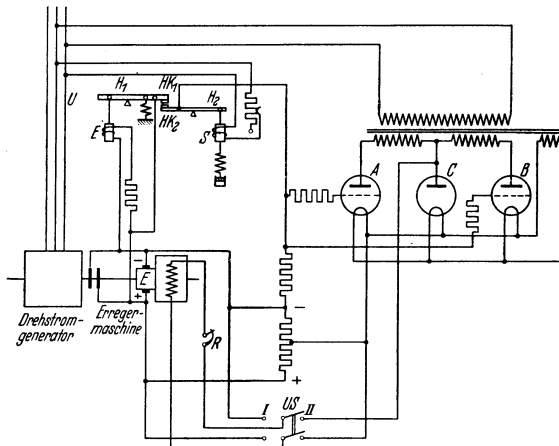 H₁ HK₁
U
H₂
E
HK₂
S
A C B
−
E
+
−
Drehstrom-
generator
Erreger-
maschine
R
+
I US II